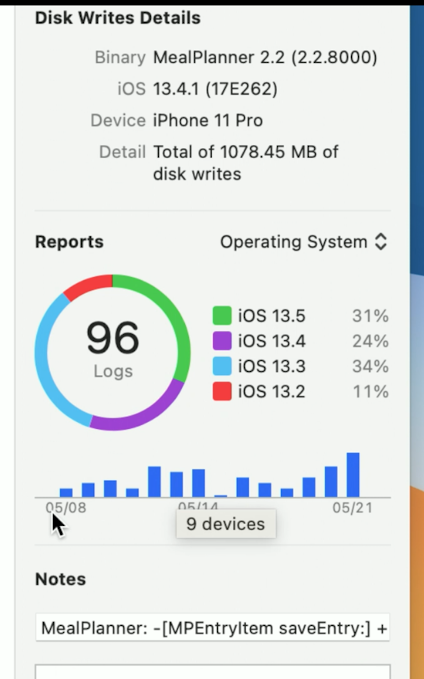 Disk Writes Details
Binary MealPlanner 2.2 (2.2.8000)
iOS 13.4.1 (17E262)
Device iPhone 11 Pro
Detail Total of 1078.45 MB of
disk writes
Reports Operating System
96
Logs
iOS 13.5 31%
iOS 13.4 24%
iOS 13.3 34%
iOS 13.2 11%
05/08 05/14 05/21
9 devices
Notes
MealPlanner: -[MPEntryItem saveEntry:] +